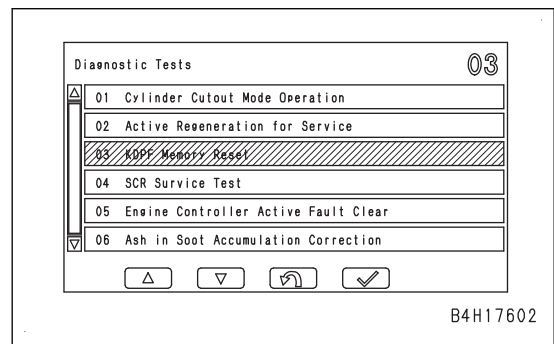 Diagnostic Tests 03
01 Cylinder Cutout Mode Operation
02 Active Regeneration for Service
03 KDPF Memory Reset
04 SCR Survice Test
05 Engine Controller Active Fault Clear
06 Ash in Soot Accumulation Correction
B4H17602